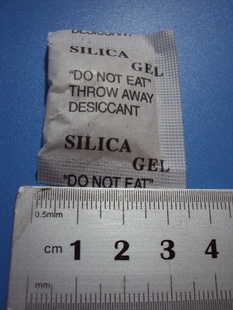 DESICCANT
SILICA
GEL
"DO NOT EAT"
THROW AWAY
DESICCANT
SILICA
GEL
"DO NOT EAT"
0.5mm
cm 1 2 3 4